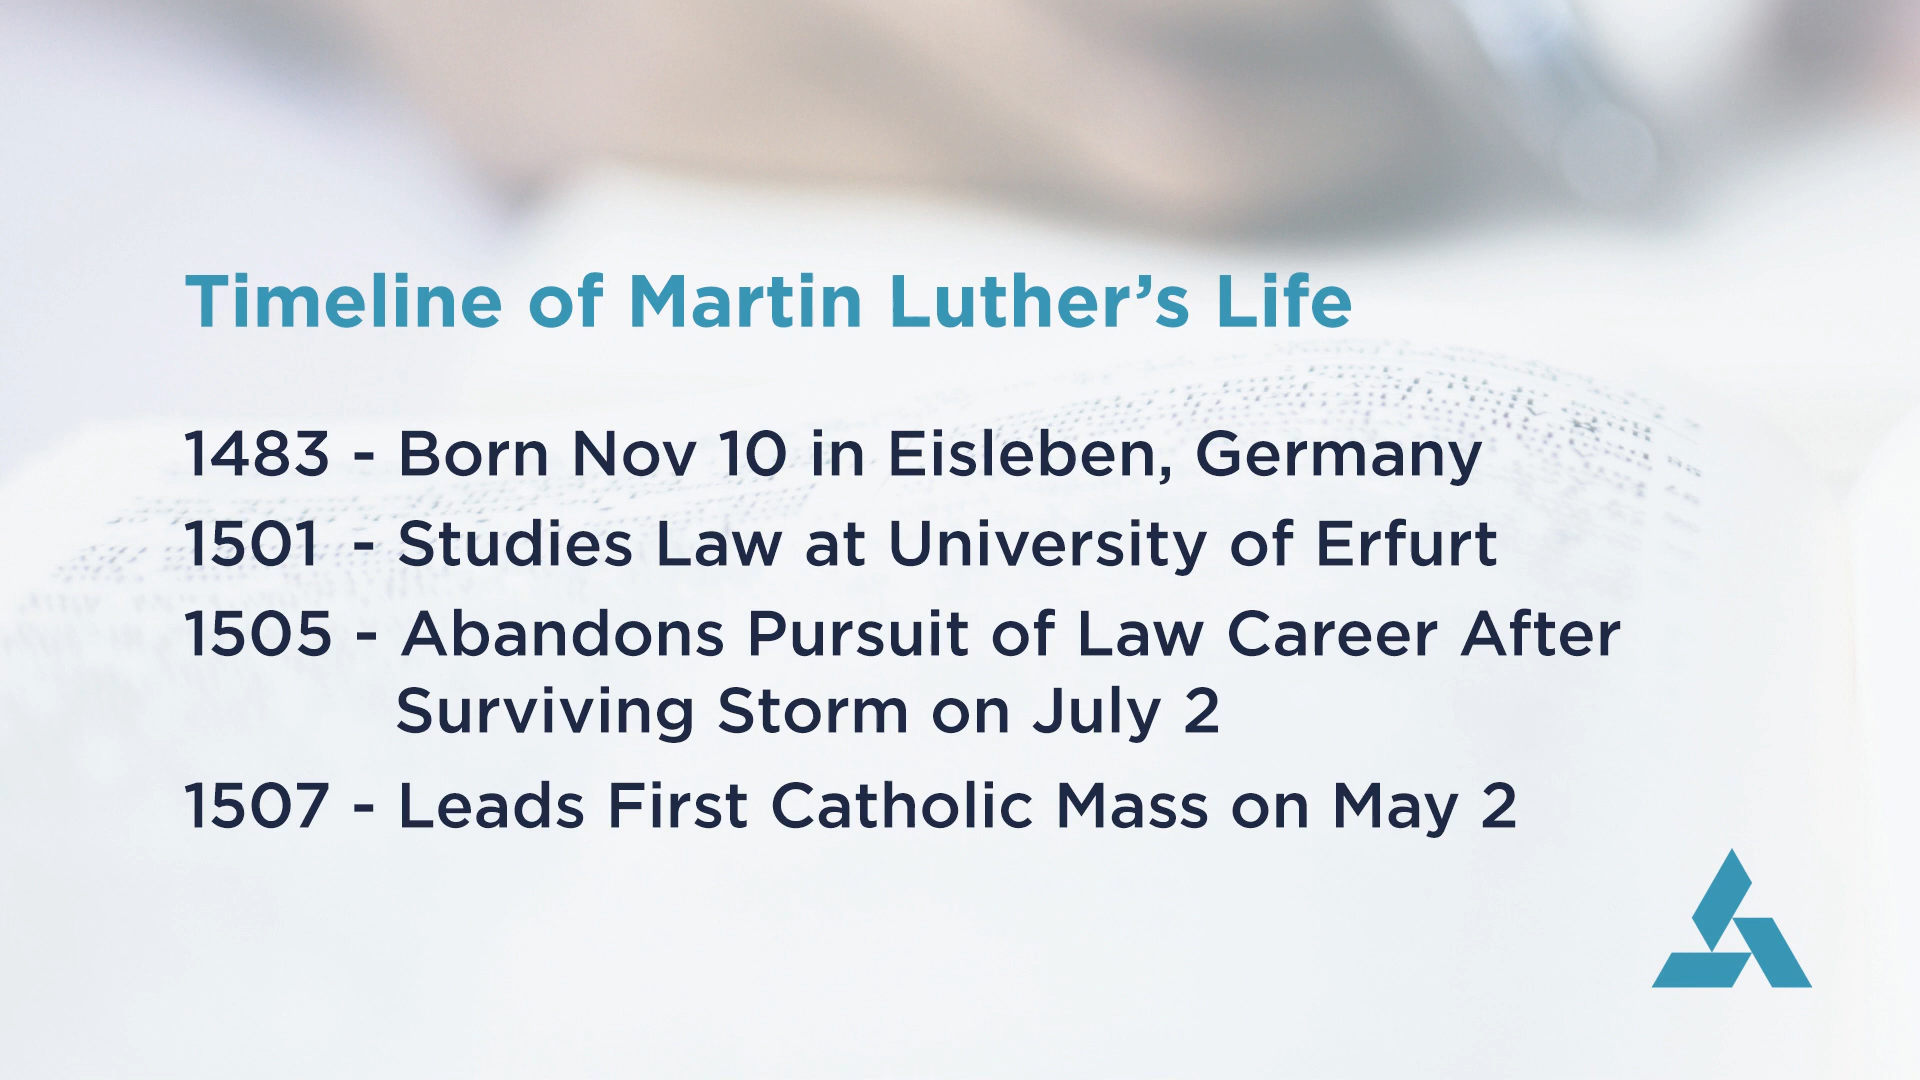 Timeline of Martin Luther’s Life
1483 - Born Nov 10 in Eisleben, Germany
1501 - Studies Law at University of Erfurt
1505 - Abandons Pursuit of Law Career After
Surviving Storm on July 2
1507 - Leads First Catholic Mass on May 2